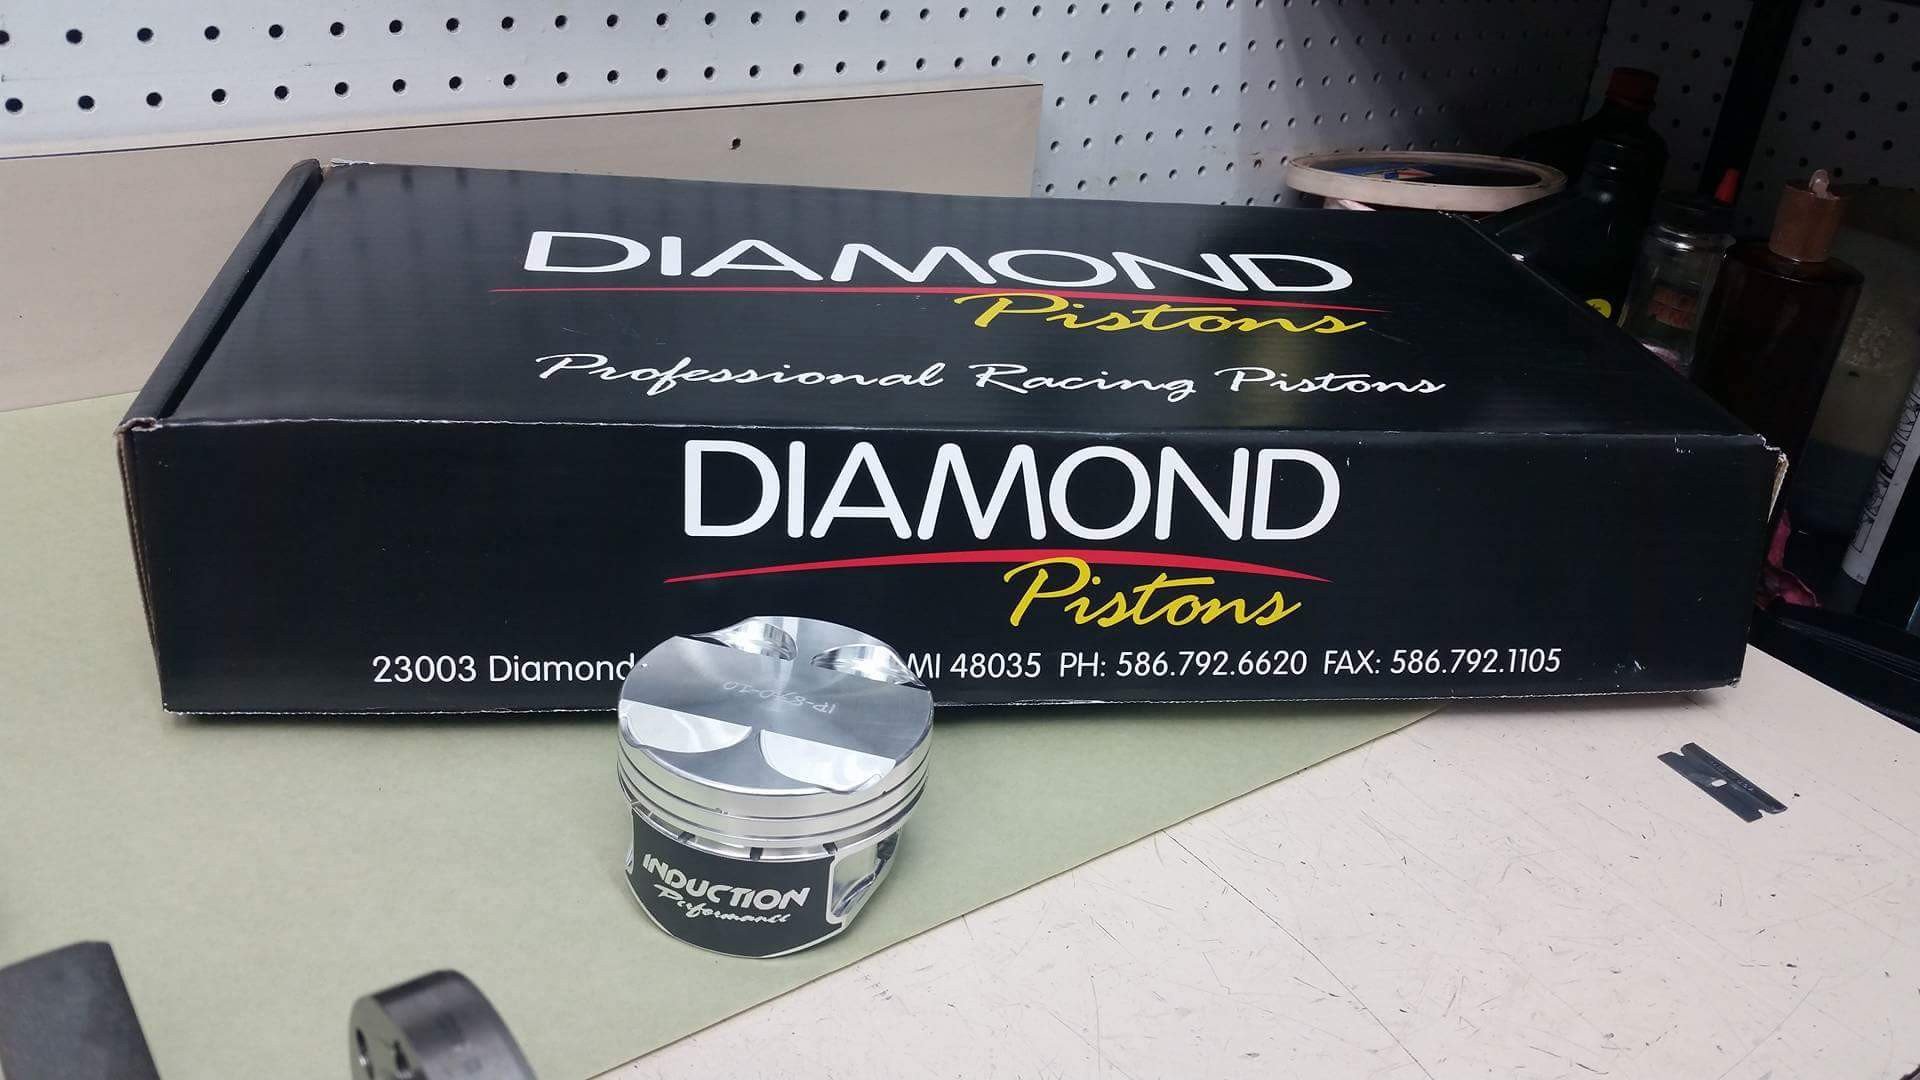 DIAMOND
Pistons
Professional Racing Pistons
DIAMOND
Pistons
23003 Diamond MI 48035 PH: 586.792.6620 FAX: 586.792.1105
INDUCTION
Performance